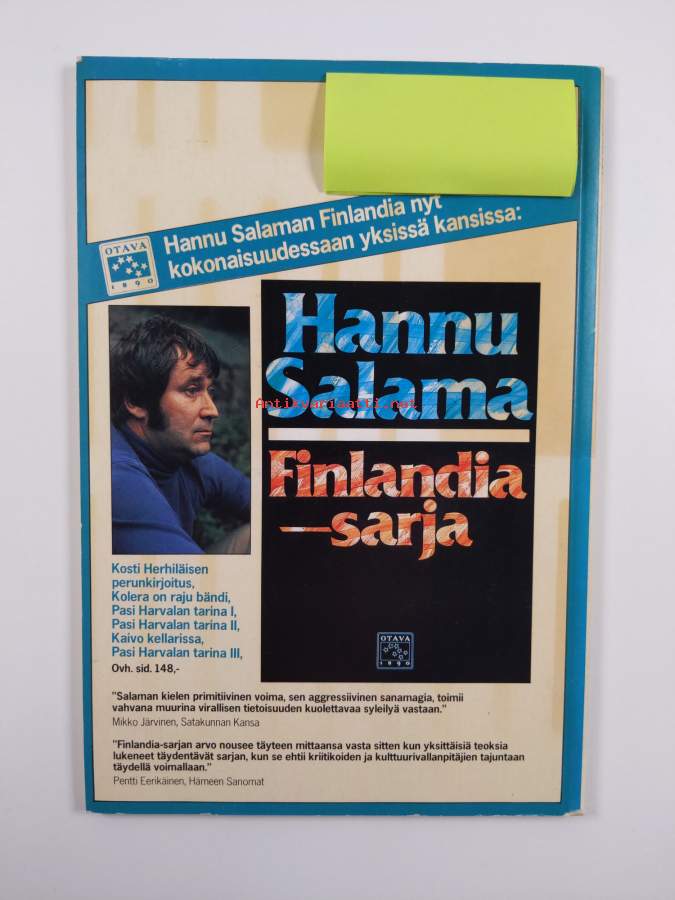 Hannu Salaman Finlandia nyt
kokonaisuudessaan yksissä kansissa:
OTAVA
1890
Hannu
Salama
Antikvariaatti.net
Finlandia
—sarja
OTAVA
1890
Kosti Herhiläisen
perunkirjoitus,
Kolera on raju bändi,
Pasi Harvalan tarina I,
Pasi Harvalan tarina II,
Kaivo kellarissa,
Pasi Harvalan tarina III,
Ovh. sid. 148,-
"Salaman kielen primitiivinen voima, sen aggressiivinen sanamagia, toimii
vahvana muurina virallisen tietoisuuden kuolettavaa syleilyä vastaan."
Mikko Järvinen, Satakunnan Kansa
"Finlandia-sarjan arvo nousee täyteen mittaansa vasta sitten kun yksittäisiä teoksia
lukeneet täydentävät sarjan, kun se ehtii kriitikoiden ja kulttuurivallanpitäjien tajuntaan
täydellä voimallaan."
Pentti Eerikäinen, Hämeen Sanomat